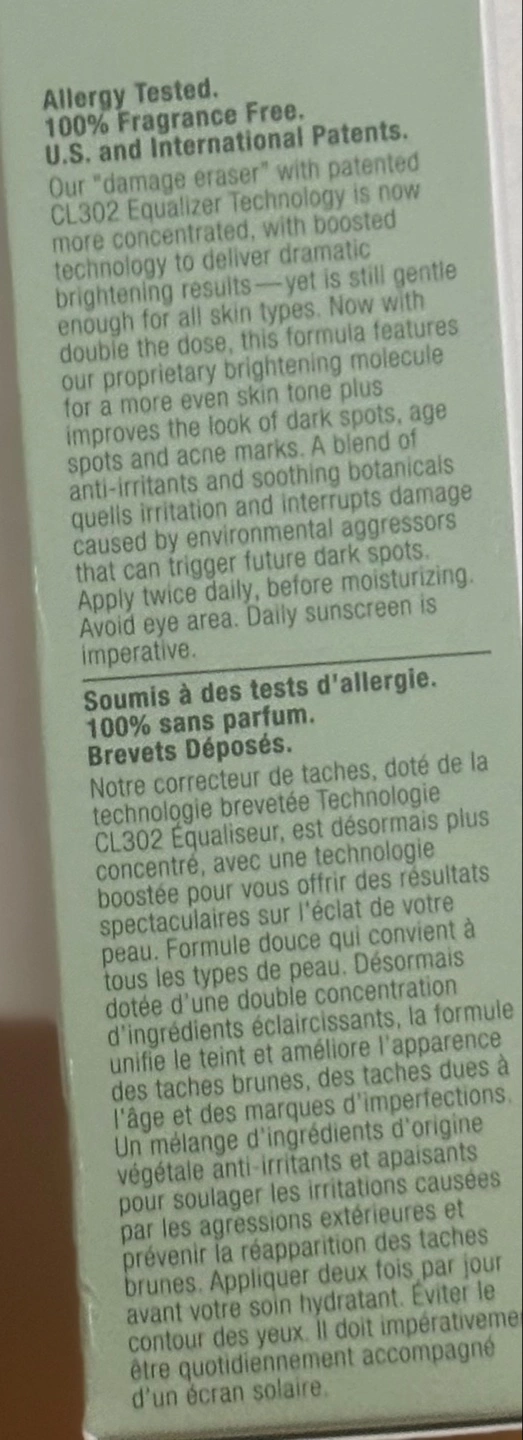 Allergy Tested.
100% Fragrance Free.
U.S. and International Patents.
Our "damage eraser" with patented
CL302 Equalizer Technology is now
more concentrated, with boosted
technology to deliver dramatic
brightening results—yet is still gentle
enough for all skin types. Now with
double the dose, this formula features
our proprietary brightening molecule
for a more even skin tone plus
improves the look of dark spots, age
spots and acne marks. A blend of
anti-irritants and soothing botanicals
quells irritation and interrupts damage
caused by environmental aggressors
that can trigger future dark spots.
Apply twice daily, before moisturizing.
Avoid eye area. Daily sunscreen is
imperative.
Soumis à des tests d'allergie.
100% sans parfum.
Brevets Déposés.
Notre correcteur de taches, doté de la
technologie brevetée Technologie
CL302 Équaliseur, est désormais plus
concentré, avec une technologie
boostée pour vous offrir des résultats
spectaculaires sur l'éclat de votre
peau. Formule douce qui convient à
tous les types de peau. Désormais
dotée d'une double concentration
d'ingrédients éclaircissants, la formule
unifie le teint et améliore l'apparence
des taches brunes, des taches dues à
l'âge et des marques d'imperfections.
Un mélange d'ingrédients d'origine
végétale anti-irritants et apaisants
pour soulager les irritations causées
par les agressions extérieures et
prévenir la réapparition des taches
brunes. Appliquer deux fois par jour
avant votre soin hydratant. Éviter le
contour des yeux. Il doit impérativeme
être quotidiennement accompagné
d'un écran solaire.